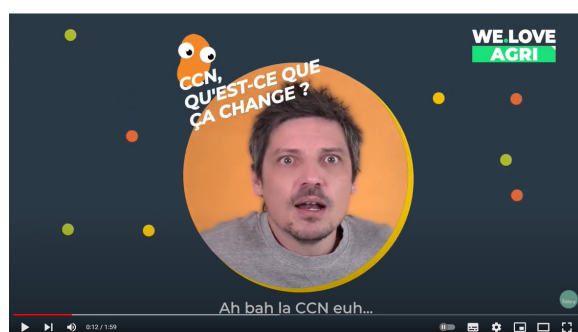 WE.LOVE
AGRI
CCN,
QU'EST-CE QUE
ÇA CHANGE ?
Ah bah la CCN euh...
0:12 / 1:59